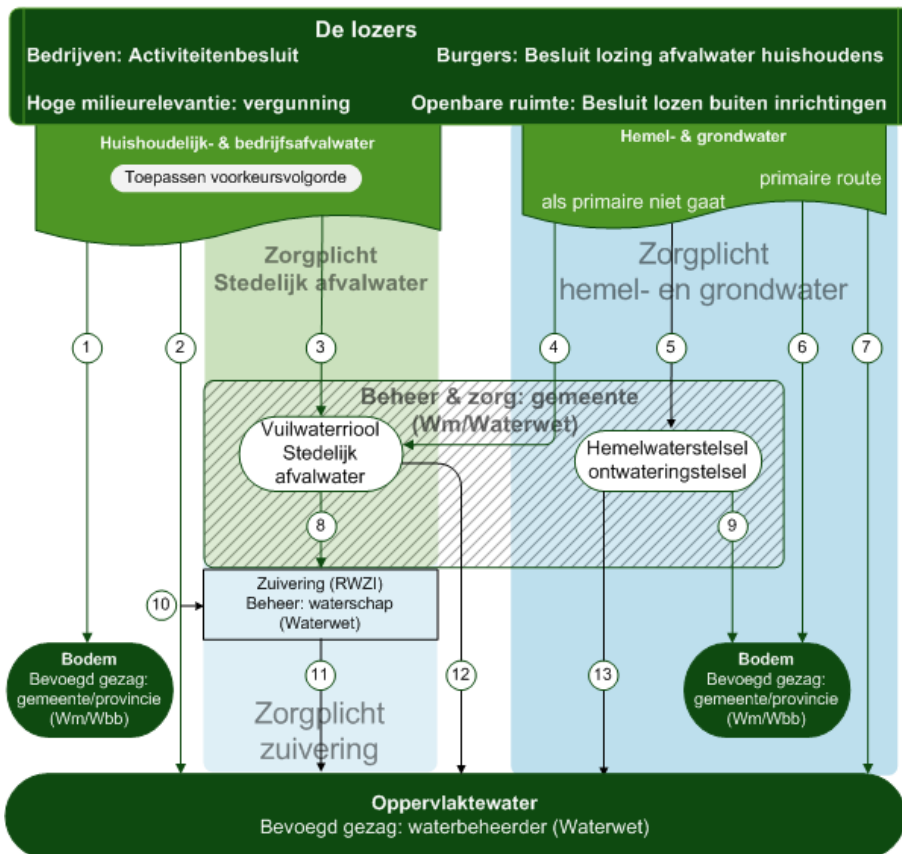 De lozers
Bedrijven: Activiteitenbesluit
Burgers: Besluit lozing afvalwater huishoudens
Hoge milieurelevantie: vergunning
Openbare ruimte: Besluit lozen buiten inrichtingen
Huishoudelijk- & bedrijfsafvalwater
Toepassen voorkeursvolgorde
Hemel- & grondwater
primaire route
als primaire niet gaat
Zorgplicht
Stedelijk afvalwater
Zorgplicht
hemel- en grondwater
1
2
3
4
5
6
7
Beheer & zorg: gemeente
(Wm/Waterwet)
Vuilwaterriool
Stedelijk
afvalwater
Hemelwaterstelsel
ontwateringstelsel
8
9
Zuivering (RWZI)
Beheer: waterschap
(Waterwet)
10
11
12
13
Bodem
Bevoegd gezag:
gemeente/provincie
(Wm/Wbb)
Bodem
Bevoegd gezag:
gemeente/provincie
(Wm/Wbb)
Zorgplicht
zuivering
Oppervlaktewater
Bevoegd gezag: waterbeheerder (Waterwet)